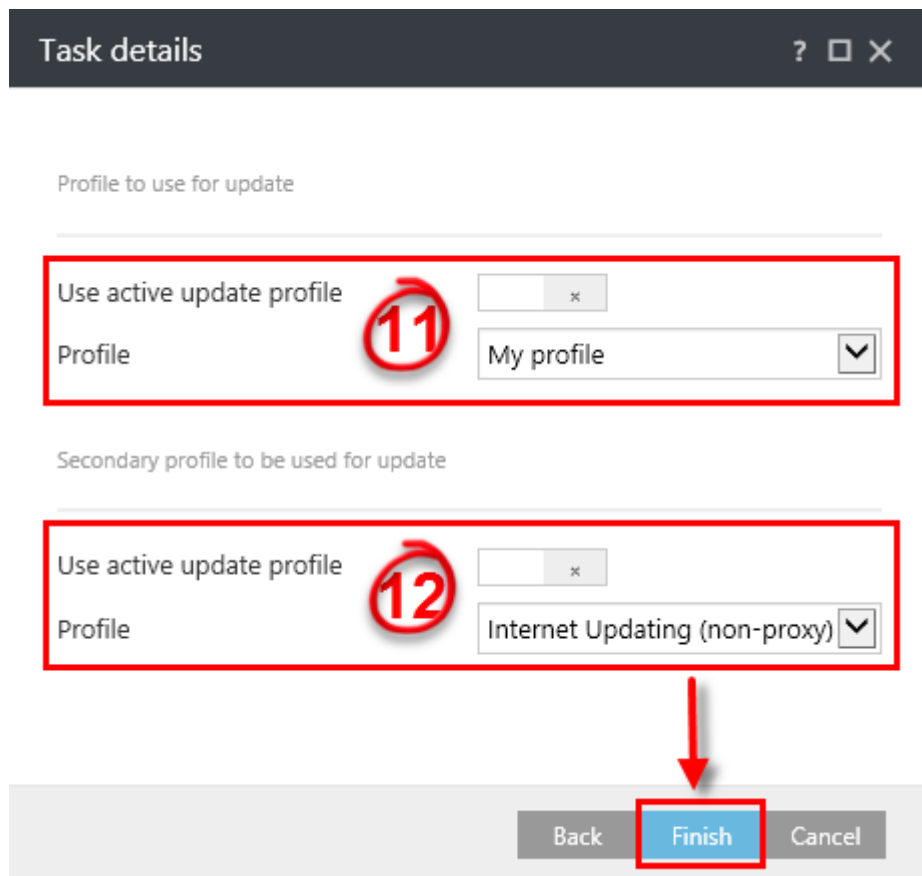 Task details ?
Profile to use for update
Use active update profile
11
Profile My profile
Secondary profile to be used for update
Use active update profile
12
Profile Internet Updating (non-proxy)
Back Finish Cancel